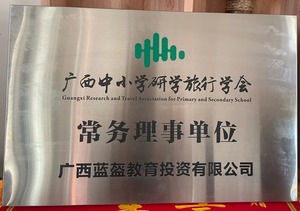 广西中小学研学旅行学会
Guangxi Research and Travel Association for Primary and Secondary School
常务理事单位
广西蓝盔教育投资有限公司